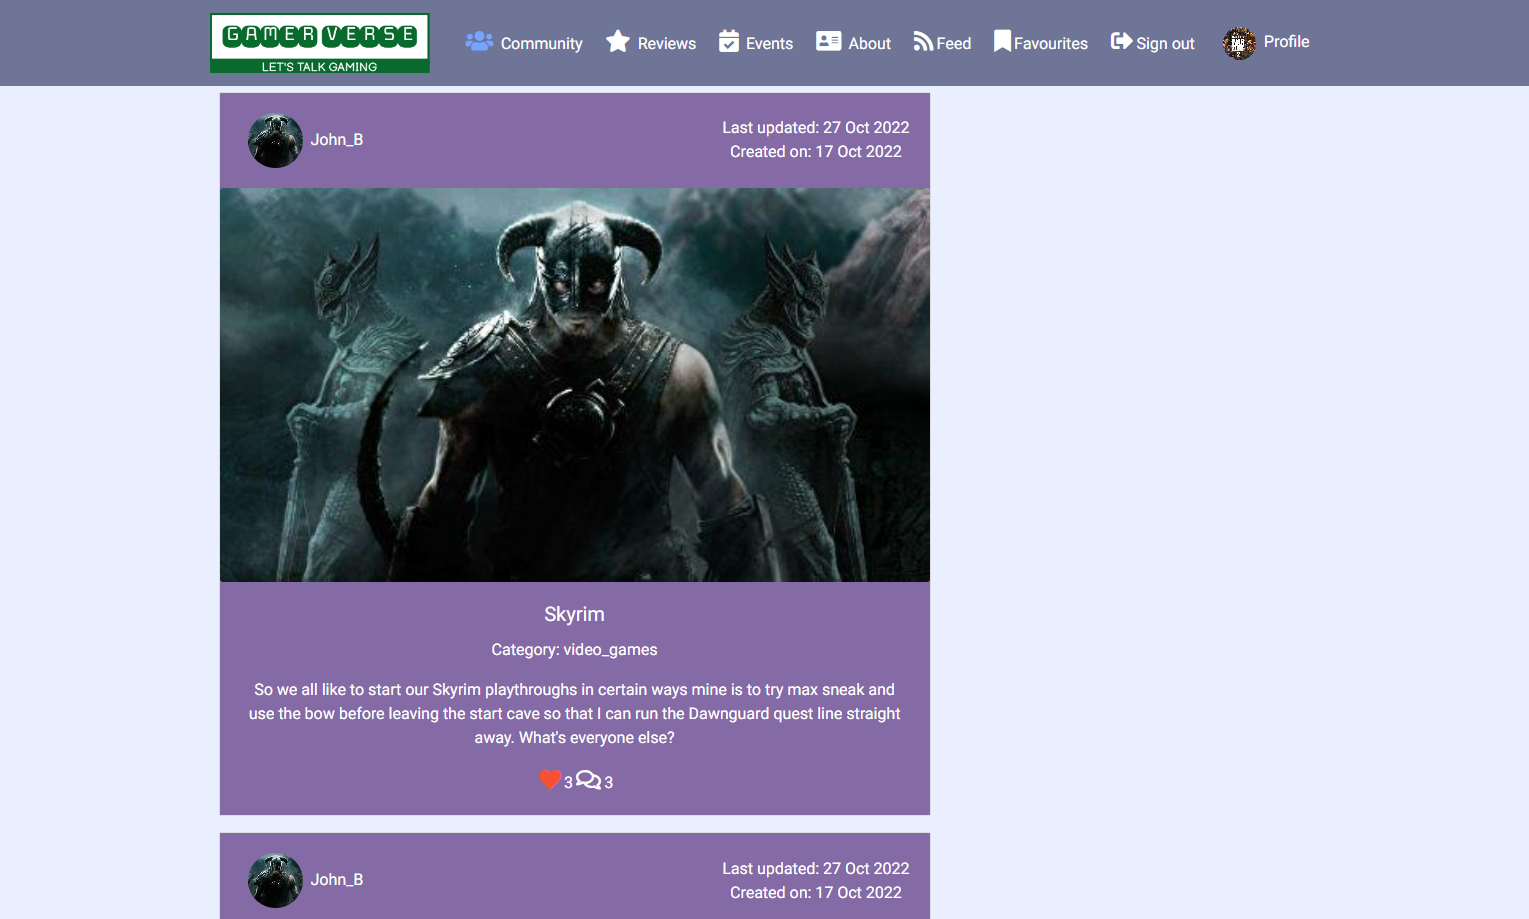 GAMER VERSE
LET'S TALK GAMING
Community
Reviews
Events
About
Feed
Favourites
Sign out
Profile
John_B
Last updated: 27 Oct 2022
Created on: 17 Oct 2022
Skyrim
Category: video_games
So we all like to start our Skyrim playthroughs in certain ways mine is to try max sneak and
use the bow before leaving the start cave so that I can run the Dawnguard quest line straight
away. What's everyone else?
3 3
John_B
Last updated: 27 Oct 2022
Created on: 17 Oct 2022